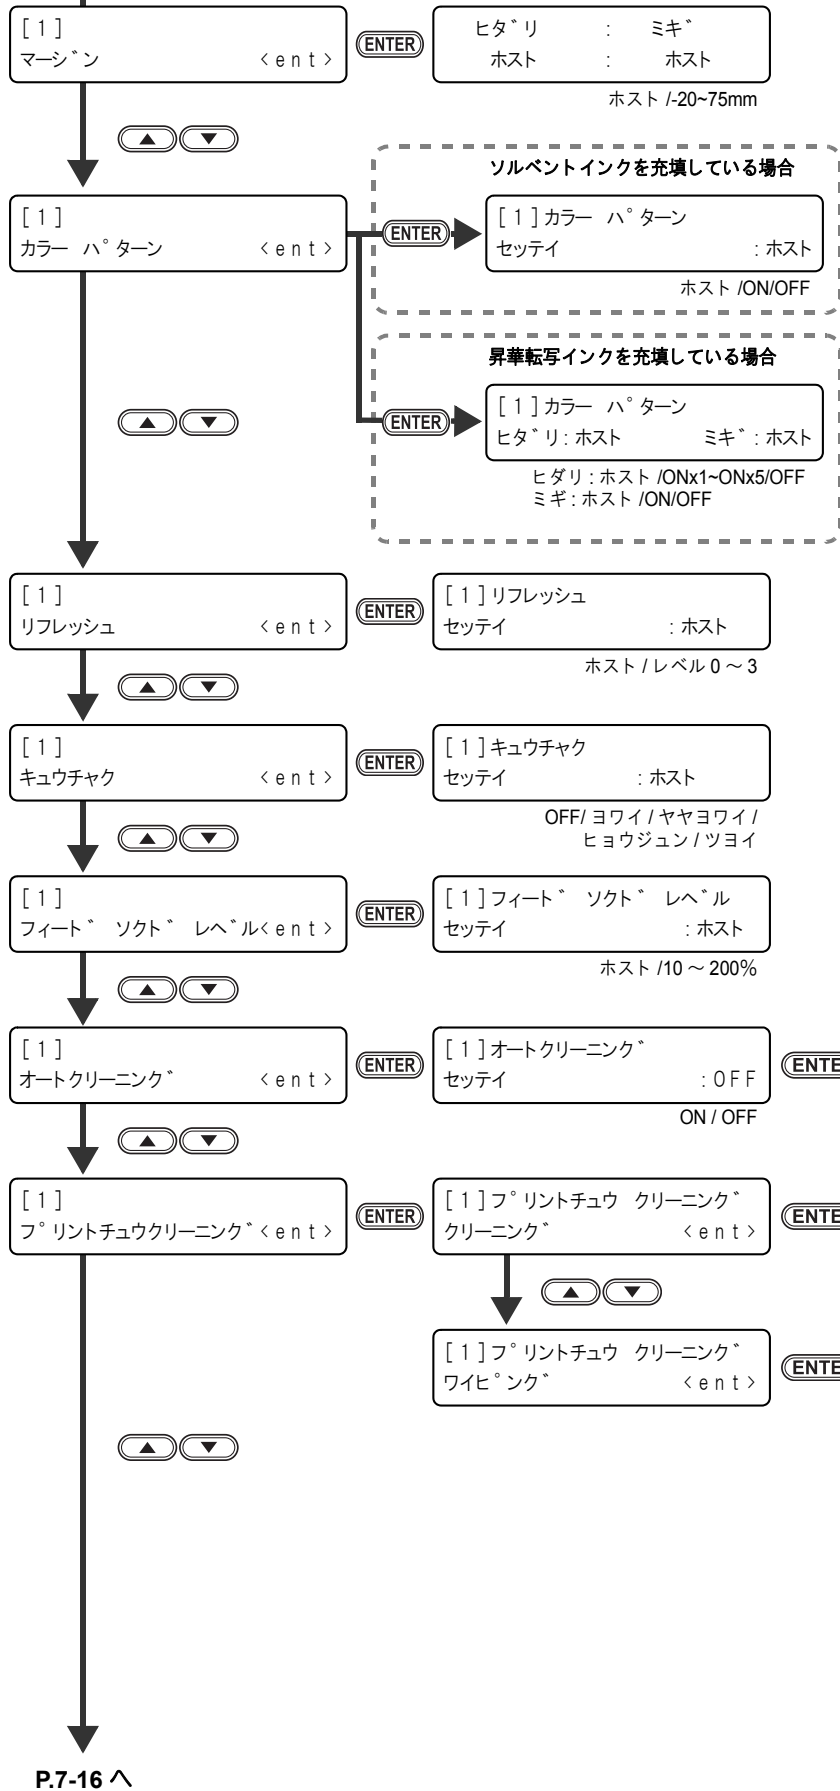 [1]
マーシ゛ン <ent>
ENTER
ヒタ゛リ : ミキ゛
ホスト : ホスト
ホスト /-20~75mm
ソルベントインクを充填している場合
[1]
カラー ハ゜ターン <ent>
ENTER
[1]カラー ハ゜ターン
セッテイ :ホスト
ホスト /ON/OFF
昇華転写インクを充填している場合
ENTER
[1]カラー ハ゜ターン
ヒタ゛リ:ホスト ミキ゛:ホスト
ヒダリ:ホスト /ONx1~ONx5/OFF
ミギ:ホスト /ON/OFF
[1]
リフレッシュ <ent>
ENTER
[1]リフレッシュ
セッテイ :ホスト
ホスト / レベル 0 ～ 3
[1]
キュウチャク <ent>
ENTER
[1]キュウチャク
セッテイ :ホスト
OFF/ ヨワイ / ヤヤヨワイ /
ヒョウジュン / ツヨイ
[1]
フィート゛ ソクト゛ レヘ゛ル<ent>
ENTER
[1]フィート゛ ソクト゛ レヘ゛ル
セッテイ :ホスト
ホスト /10 ～ 200%
[1]
オートクリーニンク゛ <ent>
ENTER
[1]オートクリーニンク゛
セッテイ :OFF
ENTE
ON / OFF
[1]
フ゜リントチュウクリーニンク゛<ent>
ENTER
[1]フ゜リントチュウ クリーニンク゛
クリーニンク゛ <ent>
ENTE
[1]フ゜リントチュウ クリーニンク゛
ワイヒ゜ンク゛ <ent>
ENTE
P.7-16 へ